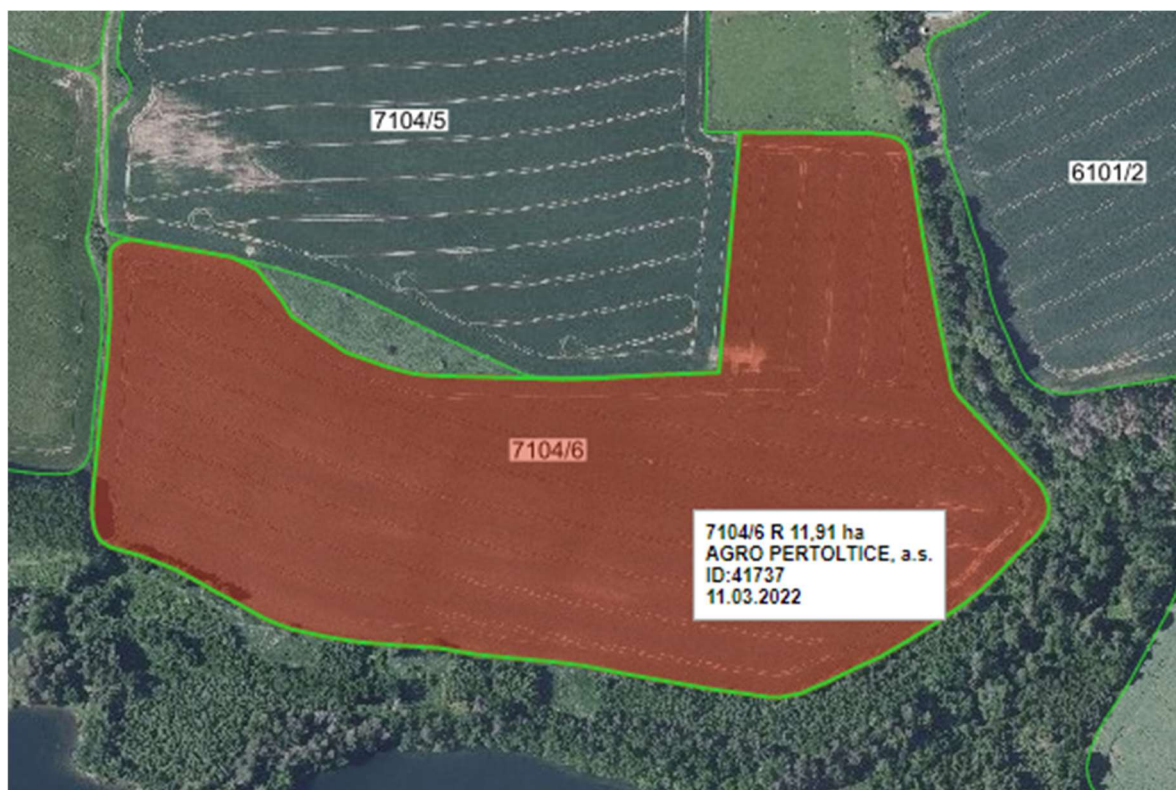 7104/5
6101/2
7104/6
7104/6 R 11,91 ha
AGRO PERTOLTICE, a.s.
ID:41737
11.03.2022